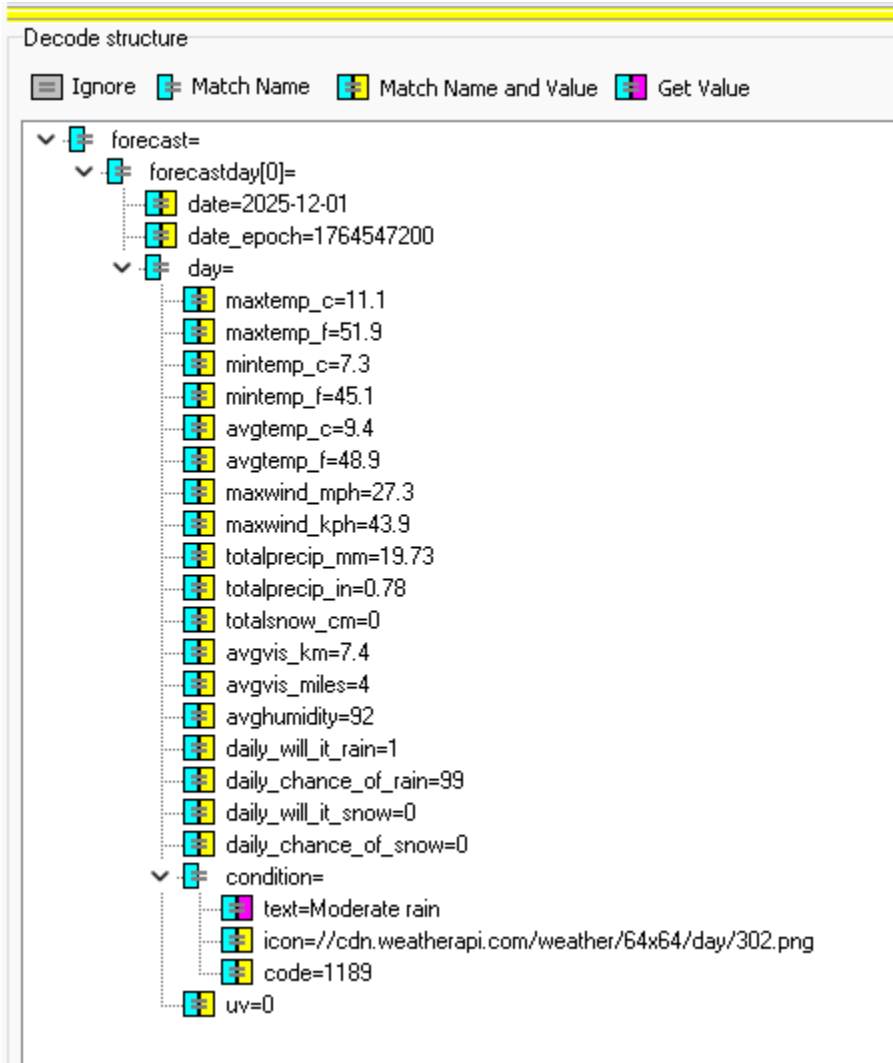 Decode structure
Ignore Match Name Match Name and Value Get Value
forecast=
forecastday[0]=
date=2025-12-01
date_epoch=1764547200
day=
maxtemp_c=11.1
maxtemp_f=51.9
mintemp_c=7.3
mintemp_f=45.1
avgtemp_c=9.4
avgtemp_f=48.9
maxwind_mph=27.3
maxwind_kph=43.9
totalprecip_mm=19.73
totalprecip_in=0.78
totalsnow_cm=0
avgvis_km=7.4
avgvis_miles=4
avghumidity=92
daily_will_it_rain=1
daily_chance_of_rain=99
daily_will_it_snow=0
daily_chance_of_snow=0
condition=
text=Moderate rain
icon=//cdn.weatherapi.com/weather/64x64/day/302.png
code=1189
uv=0